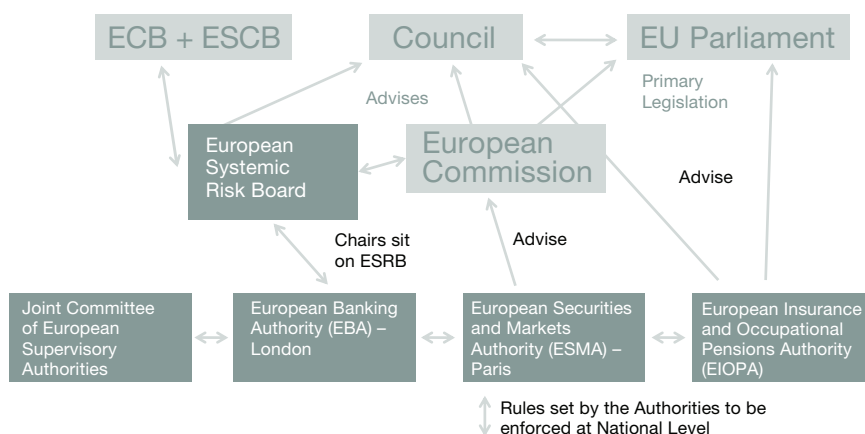 ECB + ESCB
Council
EU Parliament
Advises
Primary
Legislation
European
Systemic
Risk Board
European
Commission
Advise
Chairs sit
on ESRB
Advise
Joint Committee
of European
Supervisory
Authorities
European Banking
Authority (EBA) –
London
European Securities
and Markets
Authority (ESMA) –
Paris
European Insurance
and Occupational
Pensions Authority
(EIOPA)
Rules set by the Authorities to be
enforced at National Level